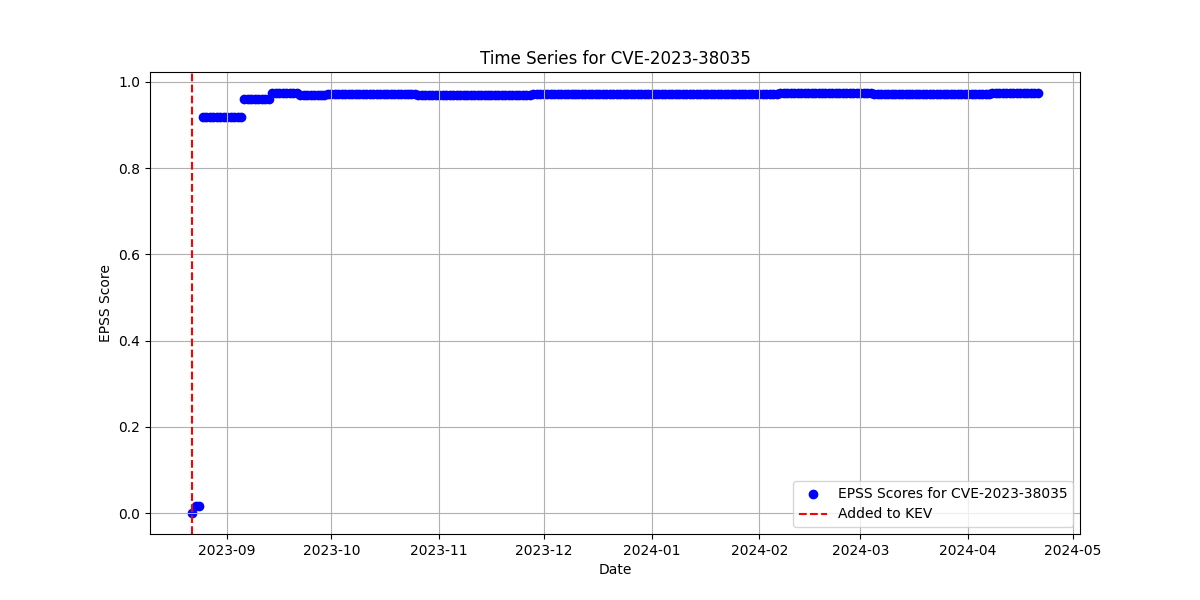 Time Series for CVE-2023-38035
EPSS Score
1.0
0.8
0.6
0.4
0.2
0.0
EPSS Scores for CVE-2023-38035
Added to KEV
2023-09 2023-10 2023-11 2023-12 2024-01 2024-02 2024-03 2024-04 2024-05
Date